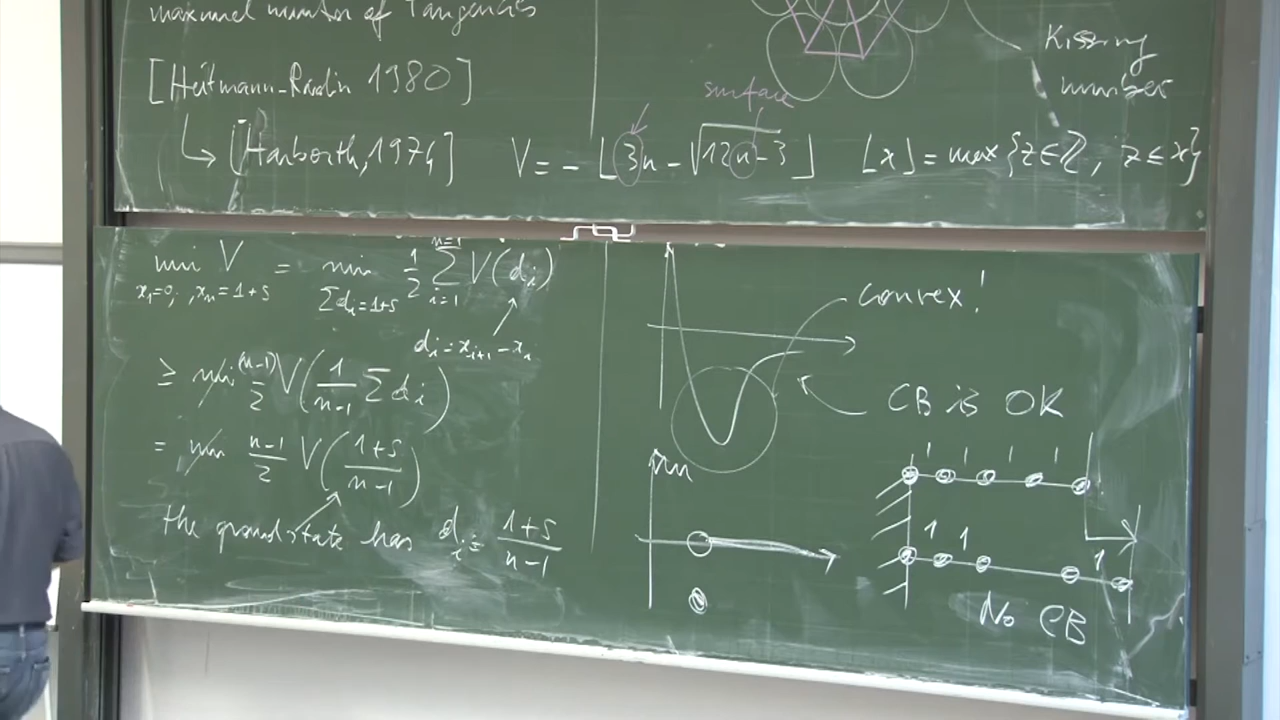 maximal number of Tangencies
[Heitmann-Radin 1980]
↳ [Harborth, 1974]
surface
V = - ⌊3n - √(12n-3)⌋
⌊x⌋ = max {z∈ℤ, z≤x}
Kissing
number
min V = min 1/2 Σ V(d_i)
x_1=0, x_n=1+s
Σd_i=1+s
i=1
n-1
d_i = x_{i+1} - x_i
≥ min (n-1)/2 V(1/(n-1) Σ d_i)
= min (n-1)/2 V((1+s)/(n-1))
the groundstate has d_i = (1+s)/(n-1)
convex!
CB is OK
1 1 1 1
1 1 1
No CB